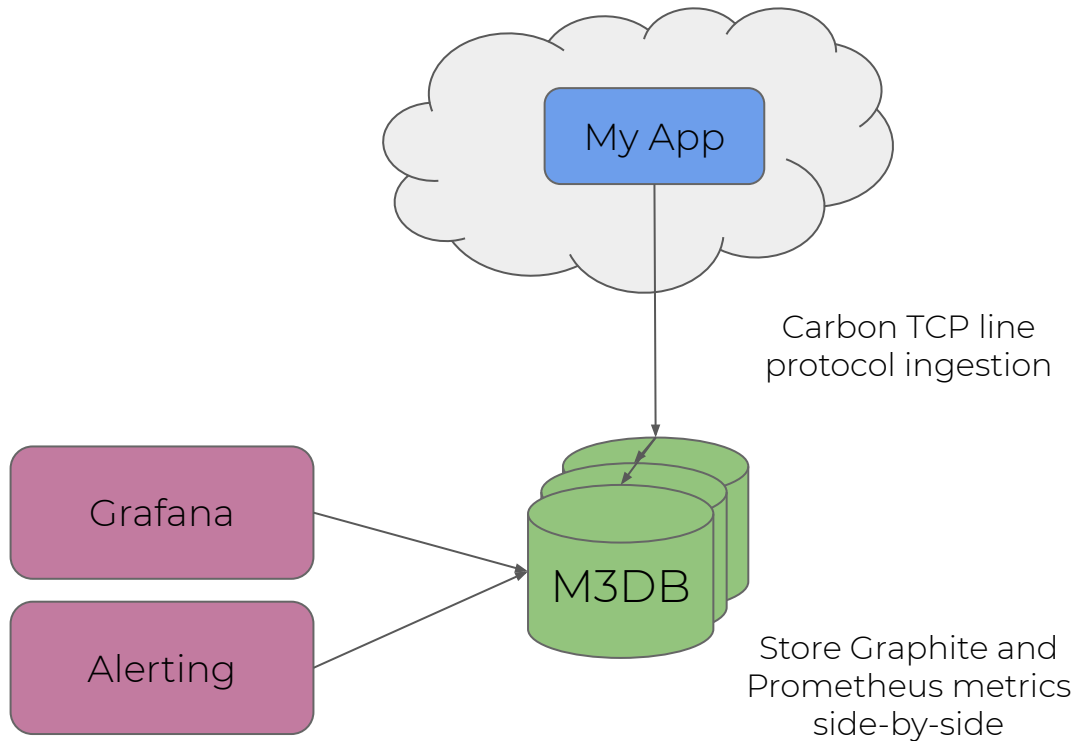 My App
Carbon TCP line
protocol ingestion
Grafana
M3DB
Alerting
Store Graphite and
Prometheus metrics
side-by-side